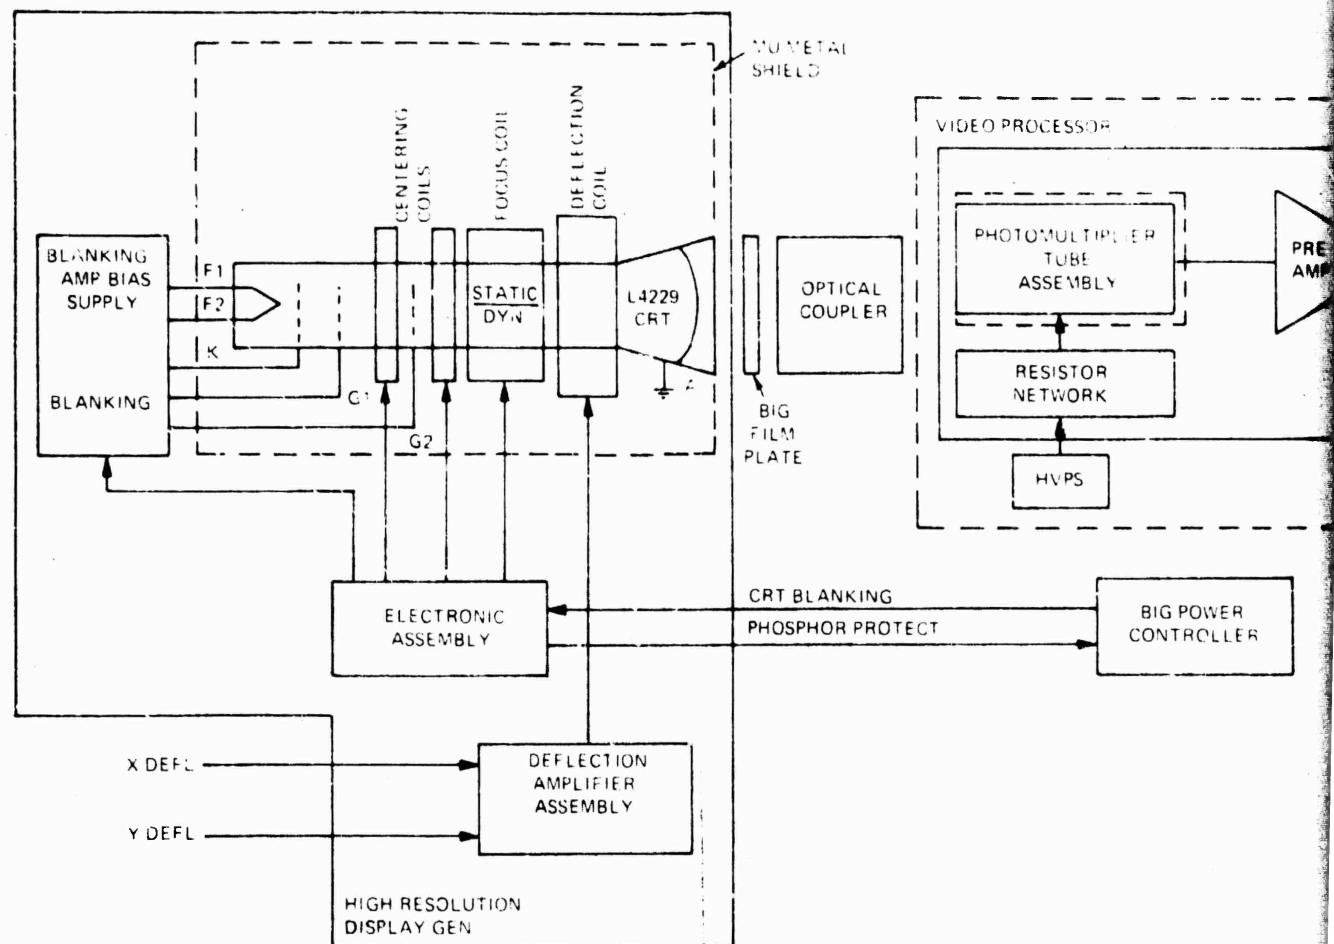 MU METAL
SHIELD
CENTERING
COILS
FOCUS COIL
DEFLECTION
COIL
VIDEO PROCESSOR
BLANKING
AMP BIAS
SUPPLY
F1
F2
K
BLANKING
G1
G2
STATIC
DYN
L4229
CRT
A
BIG
FILM
PLATE
OPTICAL
COUPLER
PHOTOMULTIPLIER
TUBE
ASSEMBLY
PRE
AMP
RESISTOR
NETWORK
HVPS
ELECTRONIC
ASSEMBLY
CRT BLANKING
PHOSPHOR PROTECT
BIG POWER
CONTROLLER
X DEFL
Y DEFL
DEFLECTION
AMPLIFIER
ASSEMBLY
HIGH RESOLUTION
DISPLAY GEN